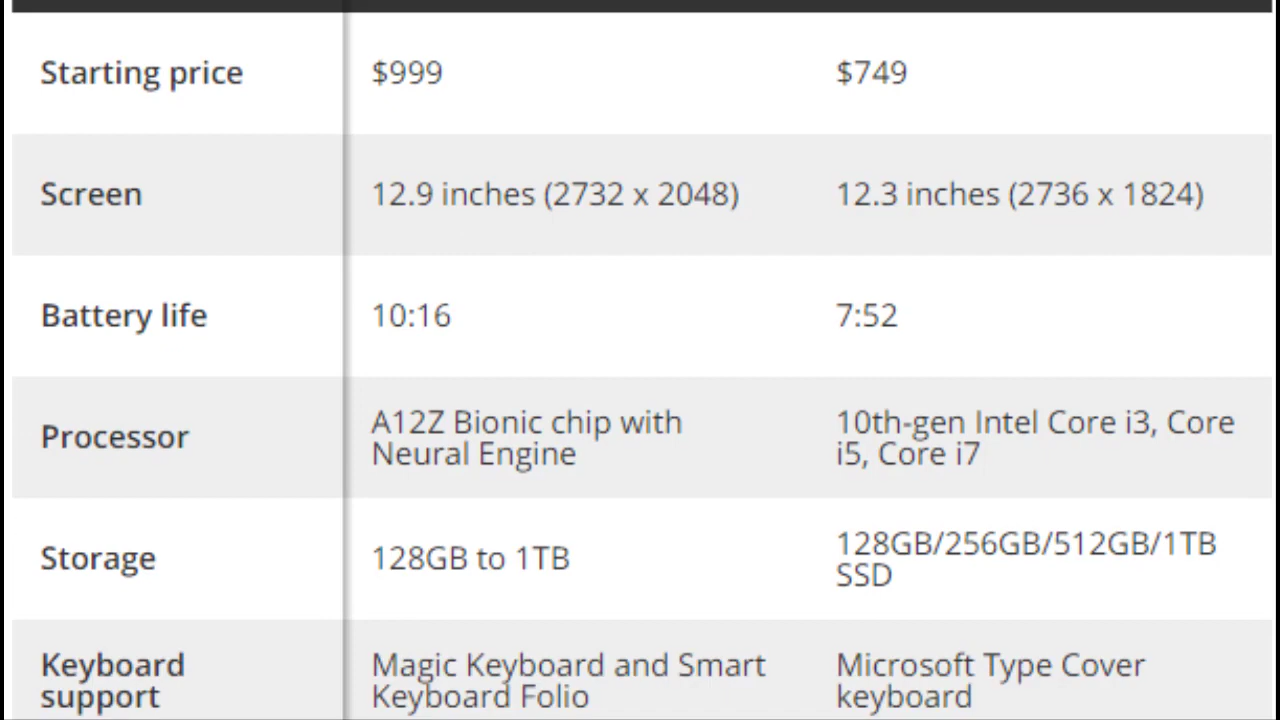 Starting price $999 $749
Screen 12.9 inches (2732 x 2048) 12.3 inches (2736 x 1824)
Battery life 10:16 7:52
Processor
A12Z Bionic chip with
Neural Engine
10th-gen Intel Core i3, Core
i5, Core i7
Storage
128GB to 1TB
128GB/256GB/512GB/1TB
SSD
Keyboard
support
Magic Keyboard and Smart
Keyboard Folio
Microsoft Type Cover
keyboard